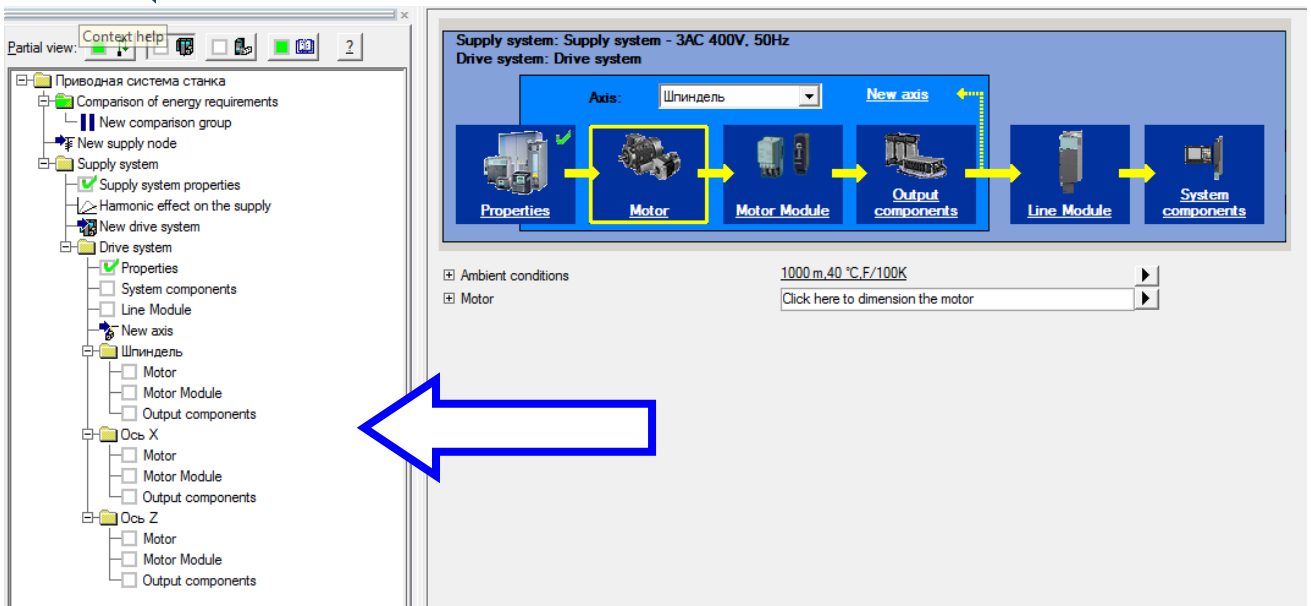 Partial view:
Context help
?
Приводная система станка
Comparison of energy requirements
New comparison group
New supply node
Supply system
Supply system properties
Harmonic effect on the supply
New drive system
Drive system
Properties
System components
Line Module
New axis
Шпиндель
Motor
Motor Module
Output components
Ось X
Motor
Motor Module
Output components
Ось Z
Motor
Motor Module
Output components
Supply system: Supply system - 3AC 400V, 50Hz
Drive system: Drive system
Axis: Шпиндель New axis
Properties
Motor
Motor Module
Output
components
Line Module
System
components
Ambient conditions 1000 m,40 °C,F/100K
Motor Click here to dimension the motor